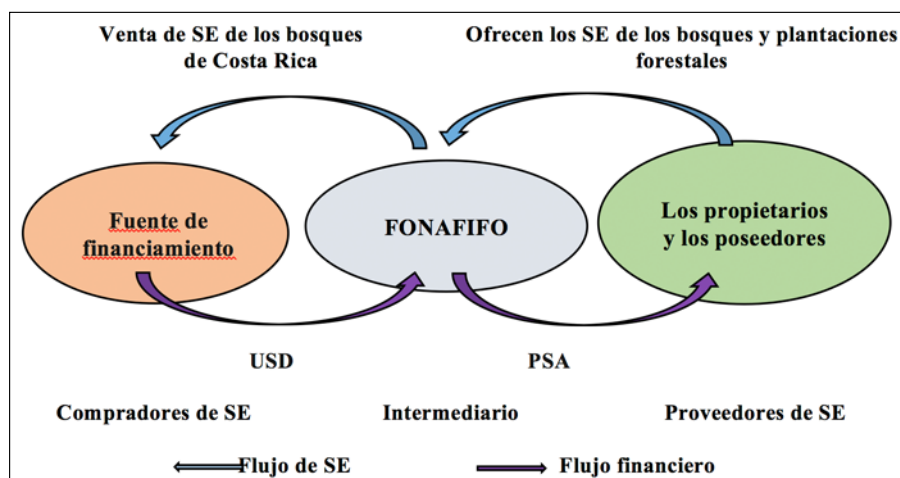 Venta de SE de los bosques
de Costa Rica
Ofrecen los SE de los bosques y plantaciones
forestales
Fuente de
financiamiento
FONAFIFO
Los propietarios
y los poseedores
USD
PSA
Compradores de SE
Intermediario
Proveedores de SE
Flujo de SE
Flujo financiero